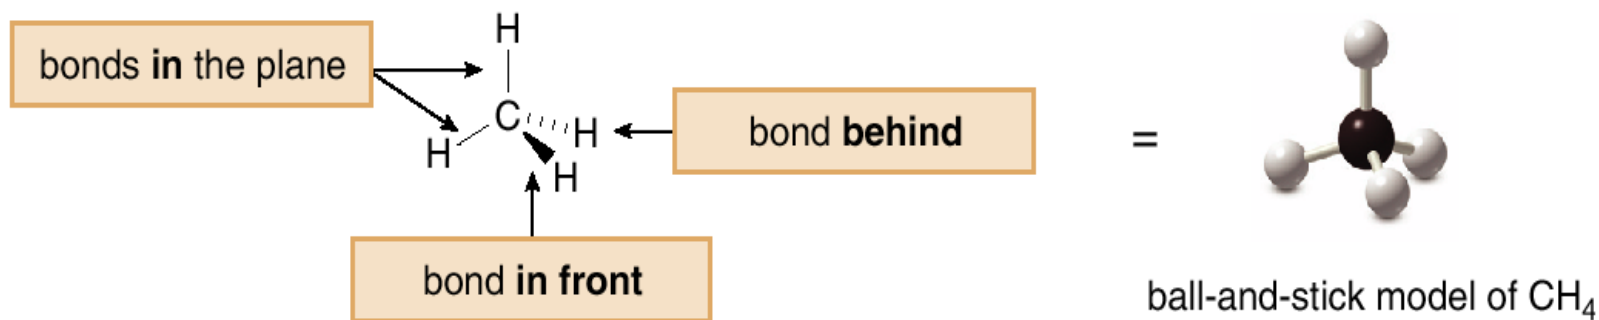 H
bonds in the plane
C
H
H
bond behind
=
H
bond in front
ball-and-stick model of CH₄